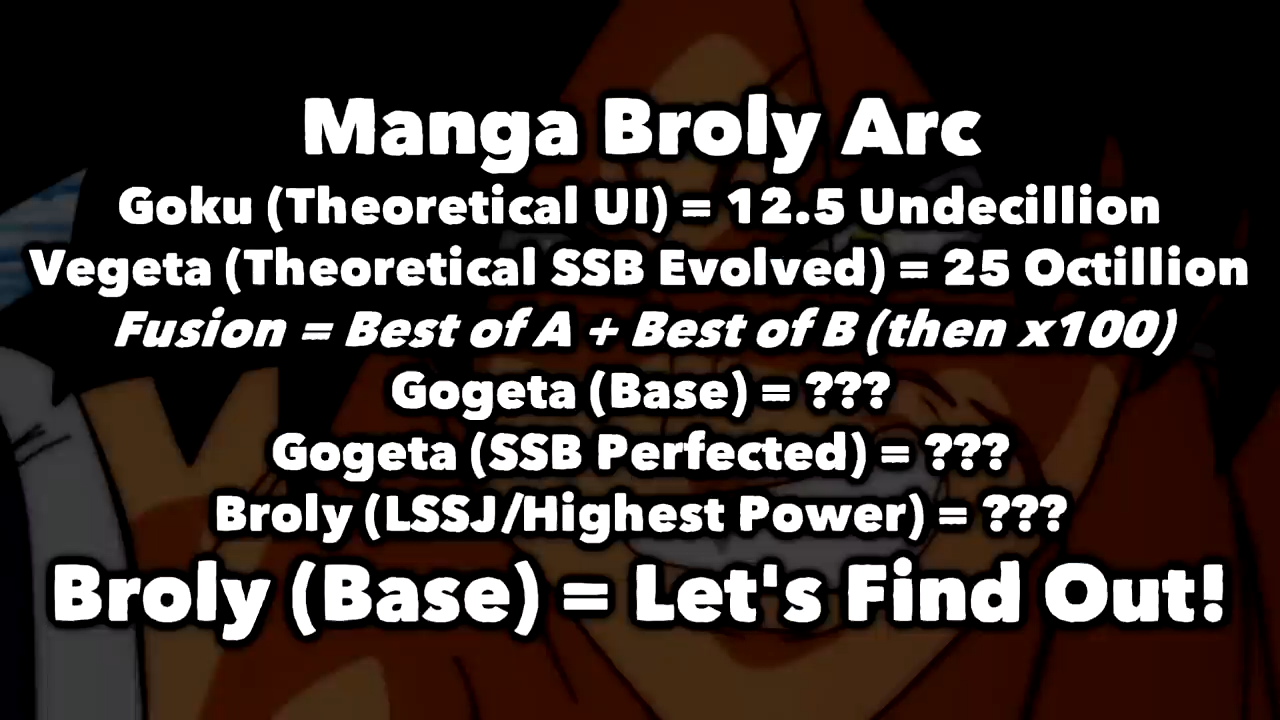 Manga Broly Arc
Goku (Theoretical UI) = 12.5 Undecillion
Vegeta (Theoretical SSB Evolved) = 25 Octillion
Fusion = Best of A + Best of B (then x100)
Gogeta (Base) = ???
Gogeta (SSB Perfected) = ???
Broly (LSSJ/Highest Power) = ???
Broly (Base) = Let's Find Out!